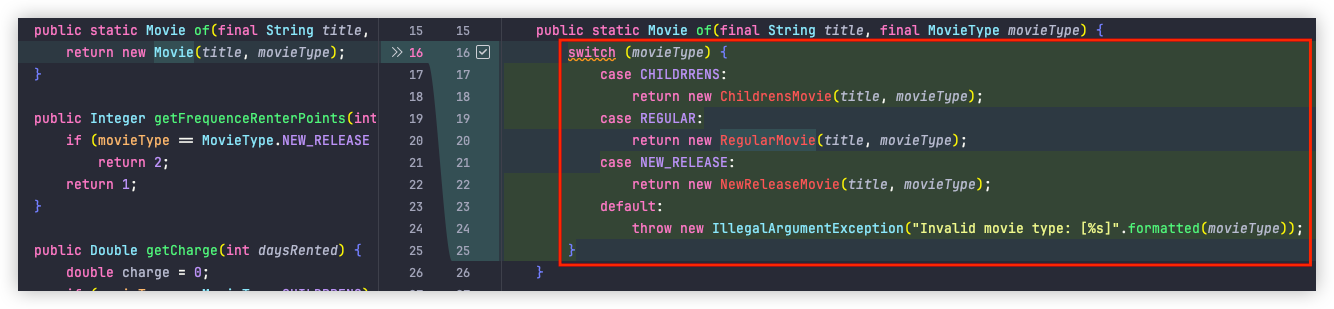 public static Movie of(final String title,
return new Movie(title, movieType);
}
public Integer getFrequenceRenterPoints(int
if (movieType == MovieType.NEW_RELEASE
return 2;
return 1;
}
public Double getCharge(int daysRented) {
double charge = 0;
15 15
16 16
17 17
18 18
19 19
20 20
21 21
22 22
23 23
24 24
25 25
26 26
public static Movie of(final String title, final MovieType movieType) {
switch (movieType) {
case CHILDRRENS:
return new ChildrensMovie(title, movieType);
case REGULAR:
return new RegularMovie(title, movieType);
case NEW_RELEASE:
return new NewReleaseMovie(title, movieType);
default:
throw new IllegalArgumentException("Invalid movie type: [%s]".formatted(movieType));
}
}